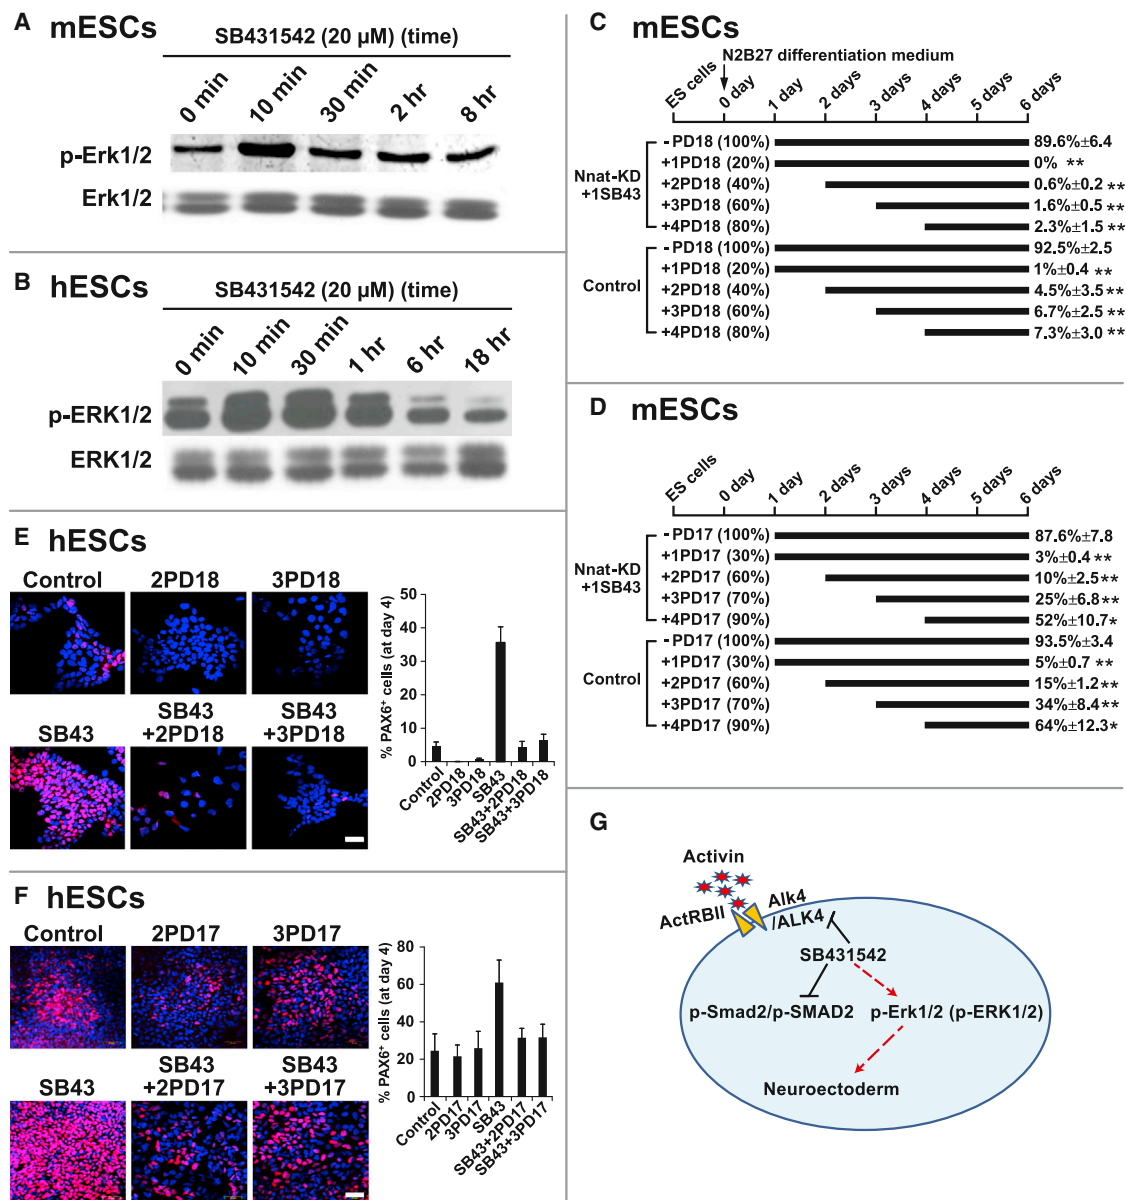 A mESCs
SB431542 (20 µM) (time)
0 min 10 min 30 min 2 hr 8 hr
p-Erk1/2
Erk1/2
B hESCs
SB431542 (20 µM) (time)
0 min 10 min 30 min 1 hr 6 hr 18 hr
p-ERK1/2
ERK1/2
C mESCs
N2B27 differentiation medium
ES cells 0 day 1 day 2 days 3 days 4 days 5 days 6 days
Nnat-KD
+1SB43
-PD18 (100%) 89.6%±6.4
+1PD18 (20%) 0% **
+2PD18 (40%) 0.6%±0.2 **
+3PD18 (60%) 1.6%±0.5 **
+4PD18 (80%) 2.3%±1.5 **
Control
-PD18 (100%) 92.5%±2.5
+1PD18 (20%) 1%±0.4 **
+2PD18 (40%) 4.5%±3.5 **
+3PD18 (60%) 6.7%±2.5 **
+4PD18 (80%) 7.3%±3.0 **
D mESCs
ES cells 0 day 1 day 2 days 3 days 4 days 5 days 6 days
Nnat-KD
+1SB43
-PD17 (100%) 87.6%±7.8
+1PD17 (30%) 3%±0.4 **
+2PD17 (60%) 10%±2.5 **
+3PD17 (70%) 25%±6.8 **
+4PD17 (90%) 52%±10.7*
Control
-PD17 (100%) 93.5%±3.4
+1PD17 (30%) 5%±0.7 **
+2PD17 (60%) 15%±1.2 **
+3PD17 (70%) 34%±8.4 **
+4PD17 (90%) 64%±12.3*
E hESCs
Control 2PD18 3PD18
SB43 SB43 SB43
+2PD18 +3PD18
% PAX6⁺ cells (at day 4)
50
40
30
20
10
0
Control 2PD18 3PD18 SB43 SB43+2PD18 SB43+3PD18
F hESCs
Control 2PD17 3PD17
SB43 SB43 SB43
+2PD17 +3PD17
% PAX6⁺ cells (at day 4)
80
60
40
20
0
Control 2PD17 3PD17 SB43 SB43+2PD17 SB43+3PD17
G
Activin
ActRBII
Alk4
/ALK4
SB431542
p-Smad2/p-SMAD2 p-Erk1/2 (p-ERK1/2)
Neuroectoderm